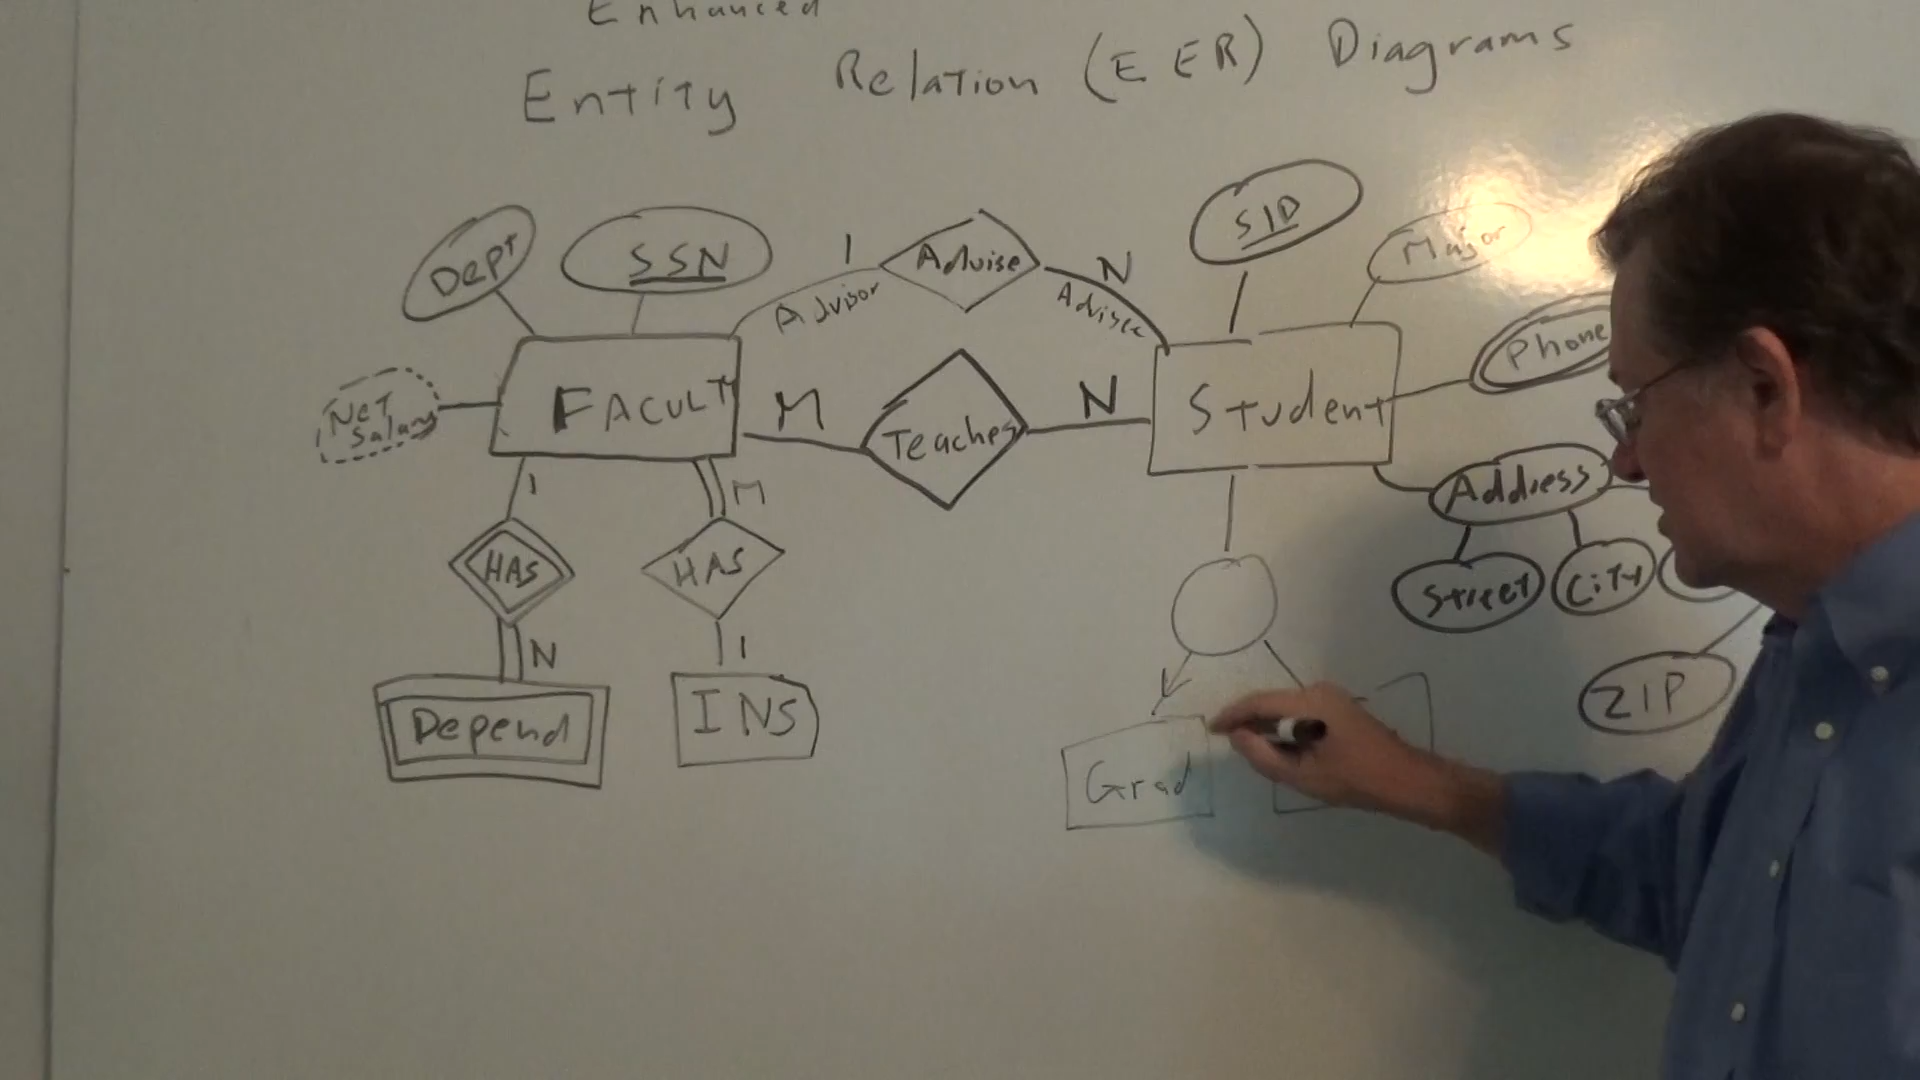 Enhanced
Entity Relation (EER) Diagrams
Dept
SSN
1
Advise
N
SID
Major
Advisor
Advisee
Phone
Net
Salary
FACULT
M
Teaches
N
Student
Address
1
M
HAS
HAS
Street
City
N
1
Depend
INS
ZIP
Grad